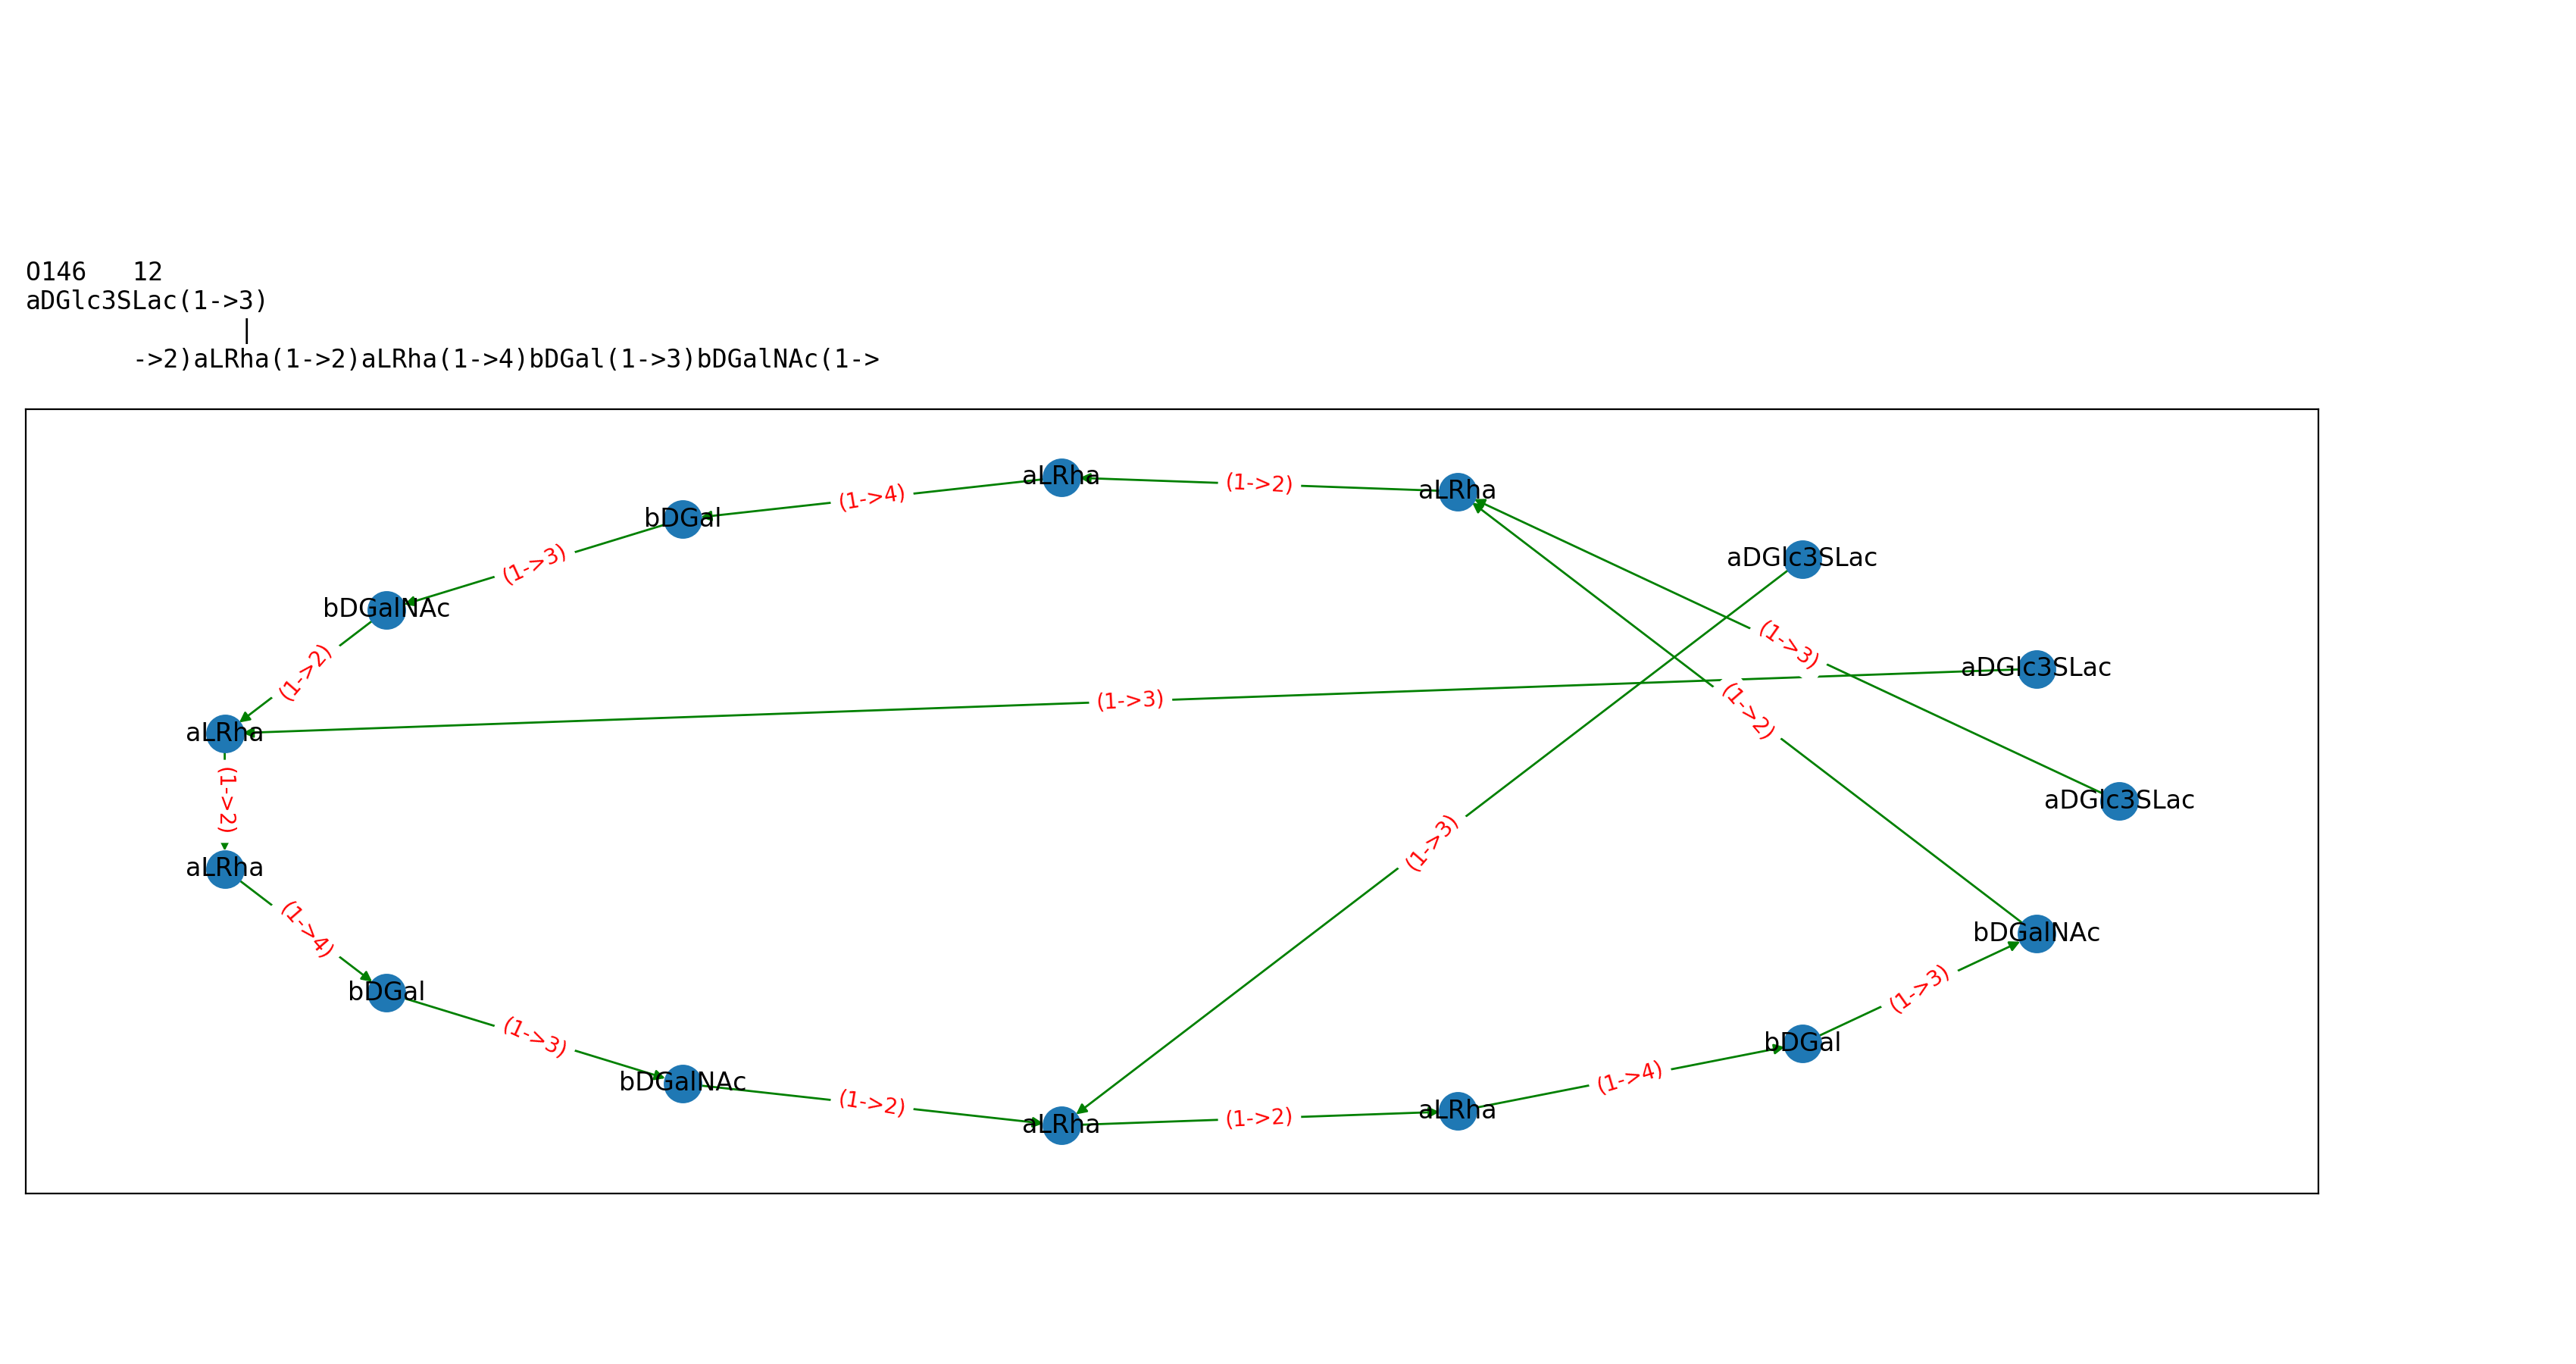 O146   12
aDGlc3SLac(1->3)
|
->2)aLRha(1->2)aLRha(1->4)bDGal(1->3)bDGalNAc(1->
aLRha
(1->2)
aLRha
(1->4)
bDGal
(1->3)
bDGalNAc
(1->2)
aLRha
(1->2)
aLRha
(1->4)
bDGal
(1->3)
bDGalNAc
(1->2)
aLRha
(1->2)
aLRha
(1->4)
bDGal
(1->3)
bDGalNAc
(1->2)
aDGlc3SLac
(1->3)
aDGlc3SLac
(1->3)
aDGlc3SLac
(1->3)